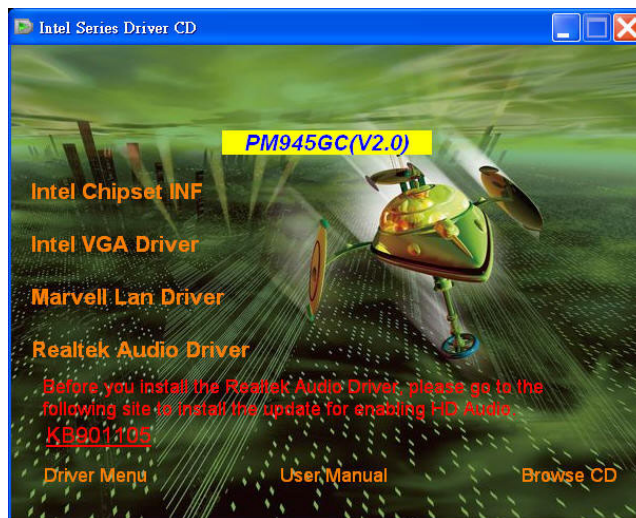 Intel Series Driver CD
PM945GC(V2.0)
Intel Chipset INF
Intel VGA Driver
Marvell Lan Driver
Realtek Audio Driver
Before you install the Realtek Audio Driver, please go to the
following site to install the update for enabling HD Audio.
KB901105
Driver Menu
User Manual
Browse CD